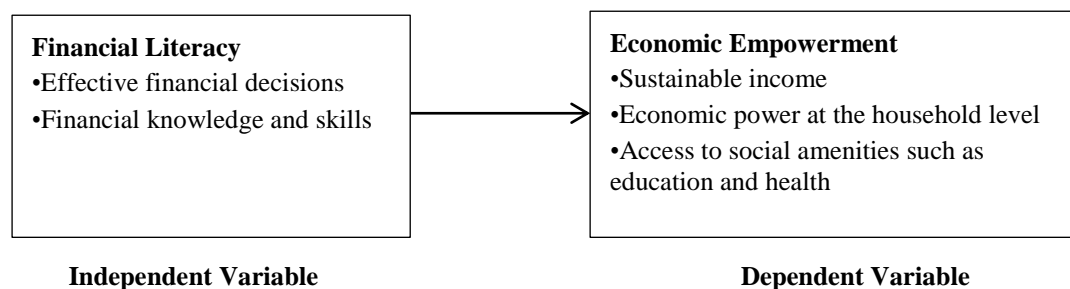 Financial Literacy
•Effective financial decisions
•Financial knowledge and skills
Economic Empowerment
•Sustainable income
•Economic power at the household level
•Access to social amenities such as
education and health
Independent Variable
Dependent Variable